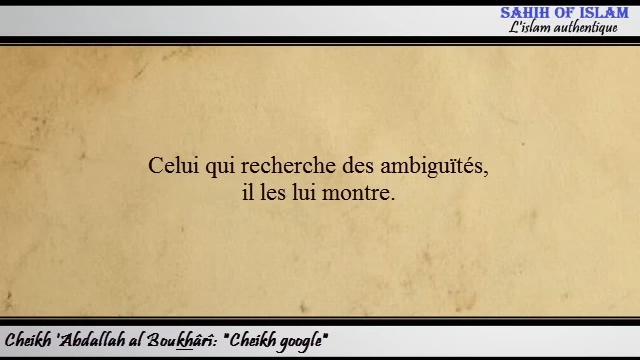 SAHIH OF ISLAM
L'islam authentique
Celui qui recherche des ambiguïtés,
il les lui montre.
Cheikh 'Abdallah al Boukhârî: "Cheikh google"